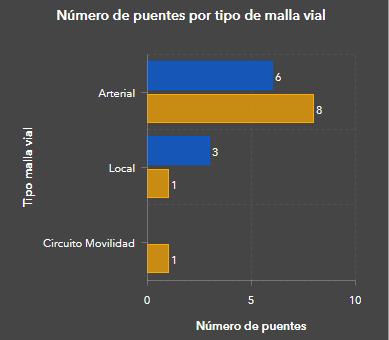 Número de puentes por tipo de malla vial
Tipo malla vial
Arterial
6
8
Local
3
1
Circuito Movilidad
1
0
5
10
Número de puentes